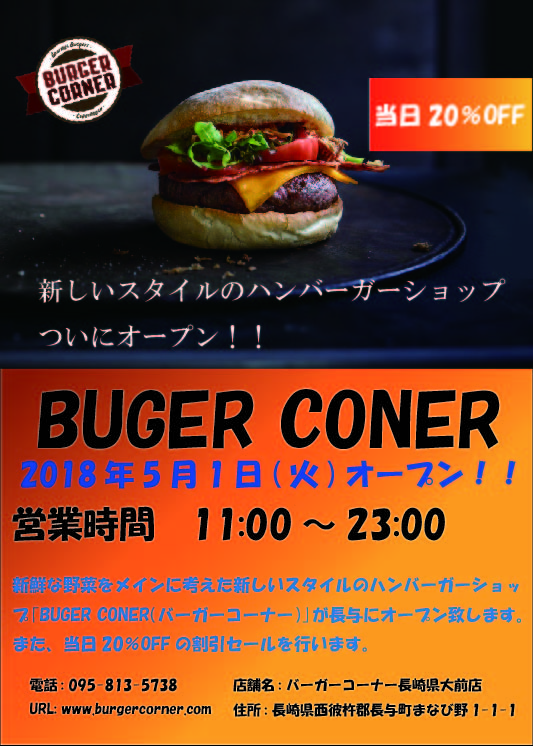 Gourmet Burgers
BURGER
CORNER
当日 20%OFF
新しいスタイルのハンバーガーショップ
ついにオープン！！
BUGER CONER
2018年5月1日(火)オープン！！
営業時間　11:00 ～ 23:00
新鮮な野菜をメインに考えた新しいスタイルのハンバーガーショッ
プ「BUGER CONER(バーガーコーナー)」が長与にオープン致します。
また、当日20%OFFの割引セールを行います。
電話：095-813-5738
店舗名：バーガーコーナー長崎県大前店
URL: www.burgercorner.com
住所：長崎県西彼杵郡長与町まなび野1-1-1